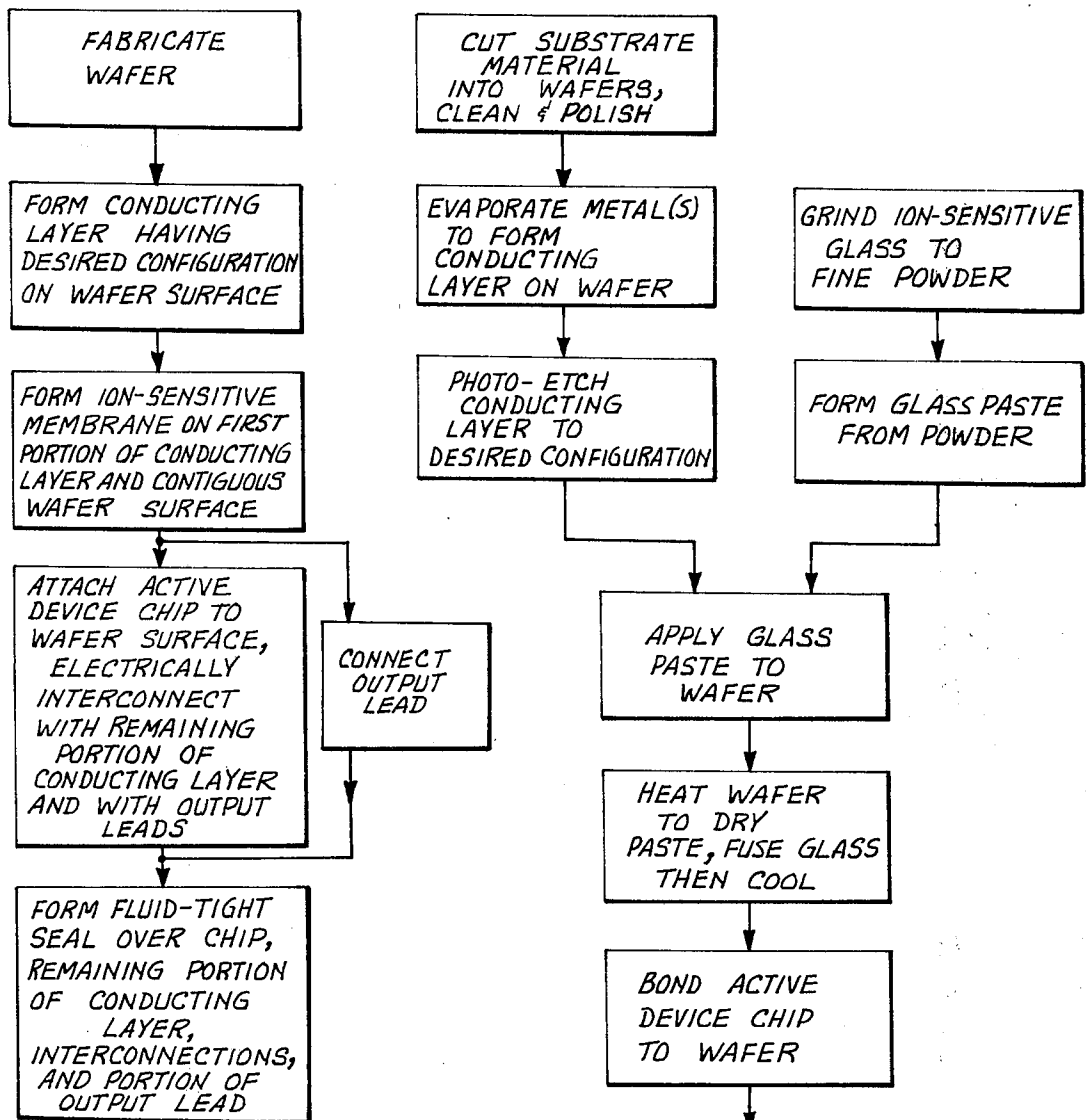 FABRICATE
WAFER
FORM CONDUCTING
LAYER HAVING
DESIRED CONFIGURATION
ON WAFER SURFACE
FORM ION-SENSITIVE
MEMBRANE ON FIRST
PORTION OF CONDUCTING
LAYER AND CONTIGUOUS
WAFER SURFACE
ATTACH ACTIVE
DEVICE CHIP TO
WAFER SURFACE,
ELECTRICALLY
INTERCONNECT
WITH REMAINING
PORTION OF
CONDUCTING LAYER
AND WITH OUTPUT
LEADS
CONNECT
OUTPUT
LEAD
FORM FLUID-TIGHT
SEAL OVER CHIP,
REMAINING PORTION
OF CONDUCTING
LAYER,
INTERCONNECTIONS,
AND PORTION OF
OUTPUT LEAD
CUT SUBSTRATE
MATERIAL
INTO WAFERS,
CLEAN & POLISH
EVAPORATE METAL(S)
TO FORM
CONDUCTING
LAYER ON WAFER
PHOTO-ETCH
CONDUCTING
LAYER TO
DESIRED CONFIGURATION
GRIND ION-SENSITIVE
GLASS TO
FINE POWDER
FORM GLASS PASTE
FROM POWDER
APPLY GLASS
PASTE TO
WAFER
HEAT WAFER
TO DRY
PASTE, FUSE GLASS
THEN COOL
BOND ACTIVE
DEVICE CHIP
TO WAFER